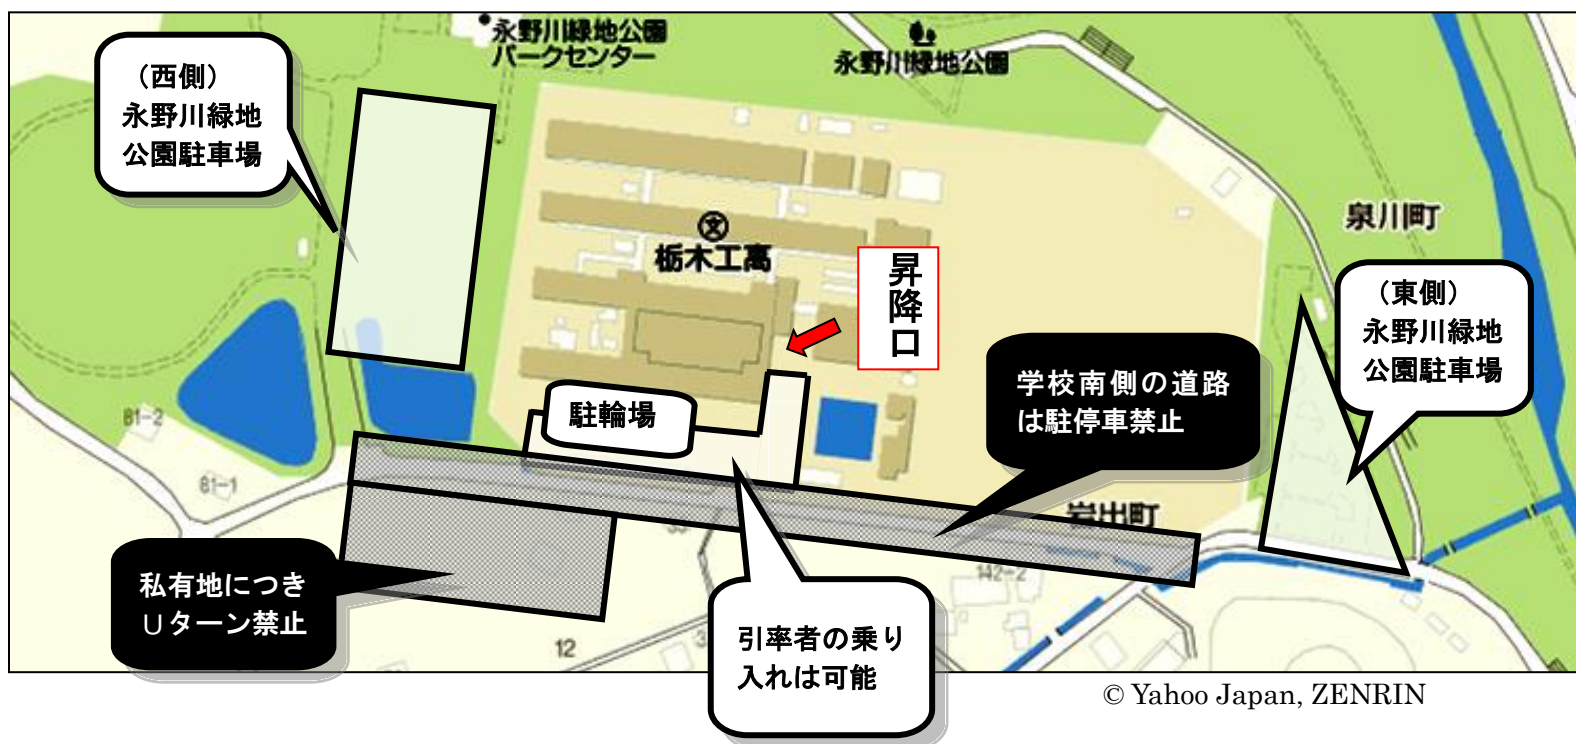 永野川緑地公園
パークセンター
永野川緑地公園
（西側）
永野川緑地
公園駐車場
泉川町
栃木工高
昇降口
（東側）
永野川緑地
公園駐車場
学校南側の道路
は駐停車禁止
駐輪場
81-2
81-1
岩出町
142-2
私有地につき
Uターン禁止
12
引率者の乗り
入れは可能
© Yahoo Japan, ZENRIN